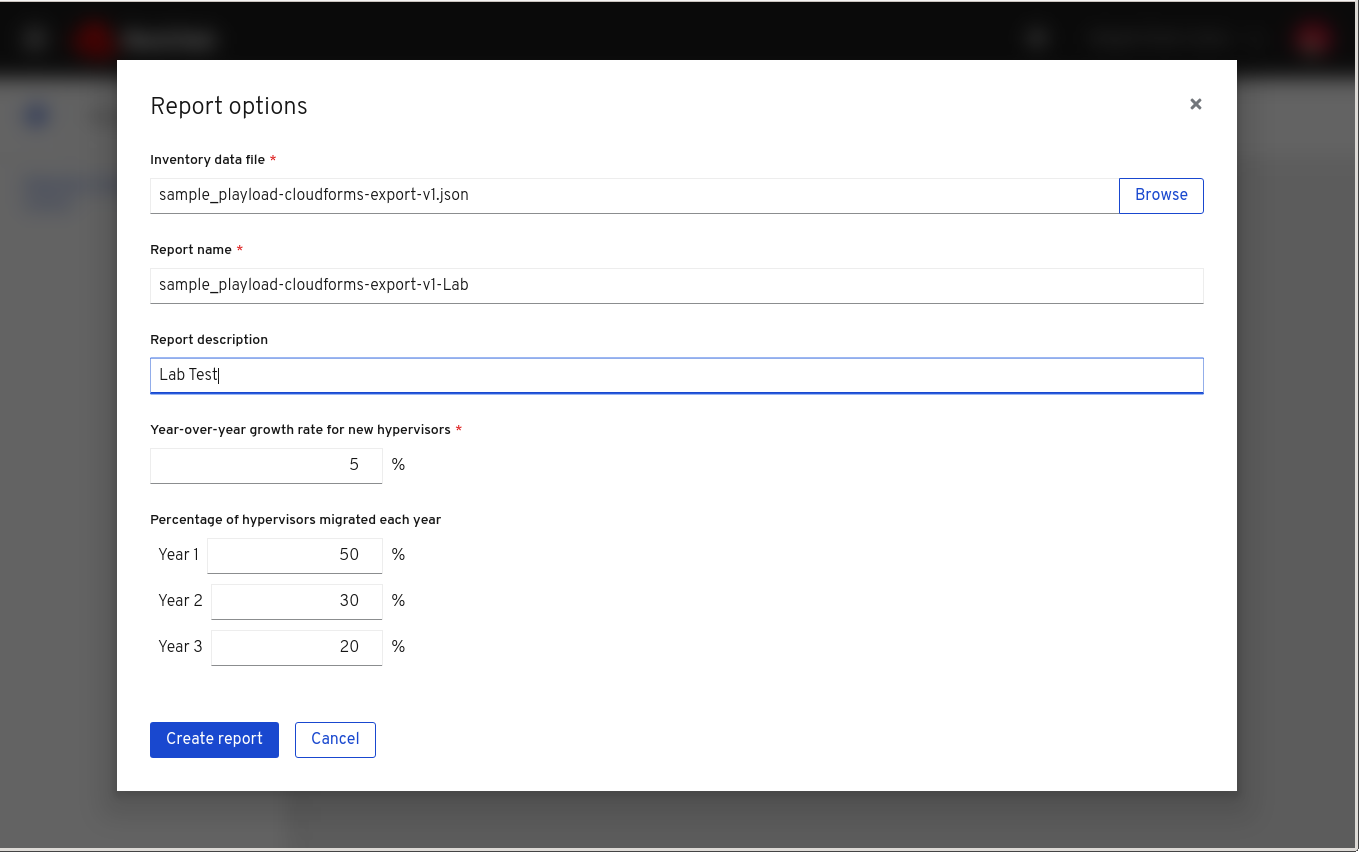 Report options
Inventory data file *
sample_playload-cloudforms-export-v1.json Browse
Report name *
sample_playload-cloudforms-export-v1-Lab
Report description
Lab Test
Year-over-year growth rate for new hypervisors *
5 %
Percentage of hypervisors migrated each year
Year 1 50 %
Year 2 30 %
Year 3 20 %
Create report Cancel